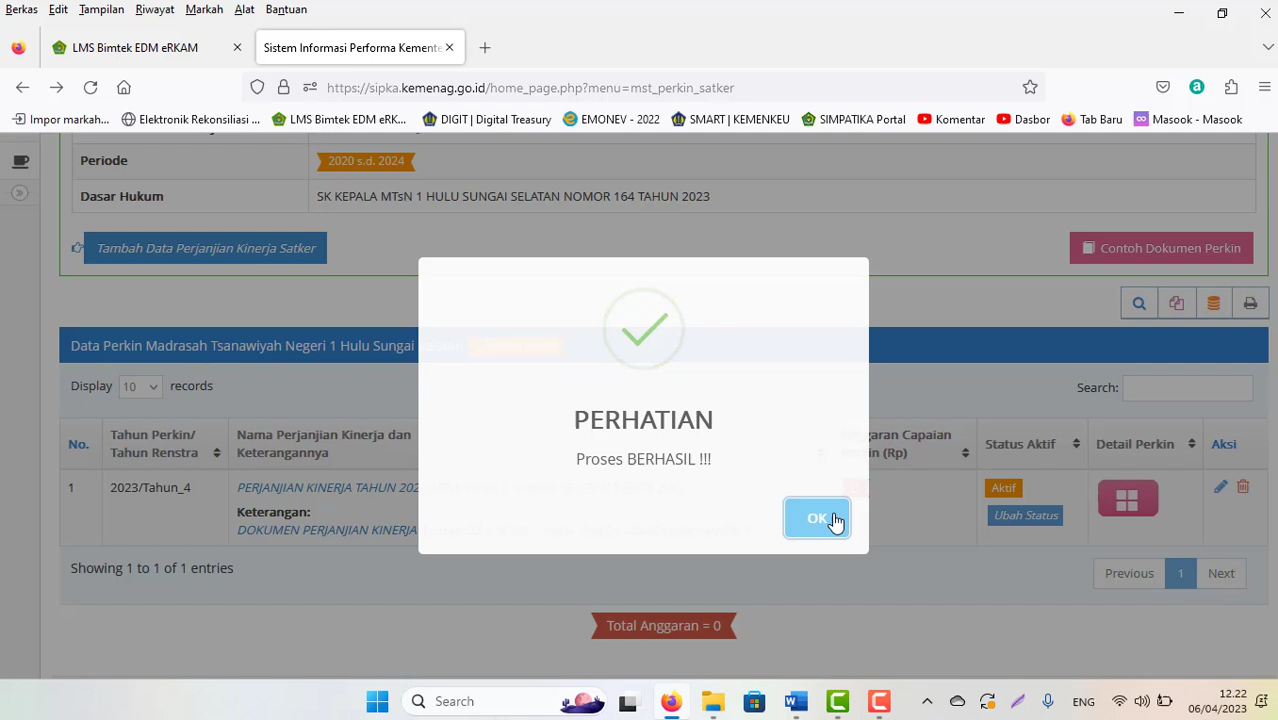 Berkas Edit Tampilan Riwayat Markah Alat Bantuan
LMS Bimtek EDM eRKAM
Sistem Informasi Performa Kemente
https://sipka.kemenag.go.id/home_page.php?menu=mst_perkin_satker
Impor markah...
Elektronik Rekonsiliasi ...
LMS Bimtek EDM eRK...
DIGIT | Digital Treasury
EMONEV - 2022
SMART | KEMENKEU
SIMPATIKA Portal
Komentar
Dasbor
Tab Baru
Masook - Masook
Periode
2020 s.d. 2024
Dasar Hukum
SK KEPALA MTsN 1 HULU SUNGAI SELATAN NOMOR 164 TAHUN 2023
Tambah Data Perjanjian Kinerja Satker
Contoh Dokumen Perkin
Data Perkin Madrasah Tsanawiyah Negeri 1 Hulu Sungai
Display 10 records
Search:
No.
Tahun Perkin/
Tahun Renstra
Nama Perjanjian Kinerja dan
Keterangannya
Capaian
(Rp)
Status Aktif
Detail Perkin
Aksi
1
2023/Tahun_4
PERJANJIAN KINERJA TAHUN
Keterangan:
DOKUMEN PERJANJIAN KINERJA
Aktif
Ubah Status
PERHATIAN
Proses BERHASIL !!!
OK
Showing 1 to 1 of 1 entries
Previous 1 Next
Total Anggaran = 0
Search
ENG
12.22
06/04/2023